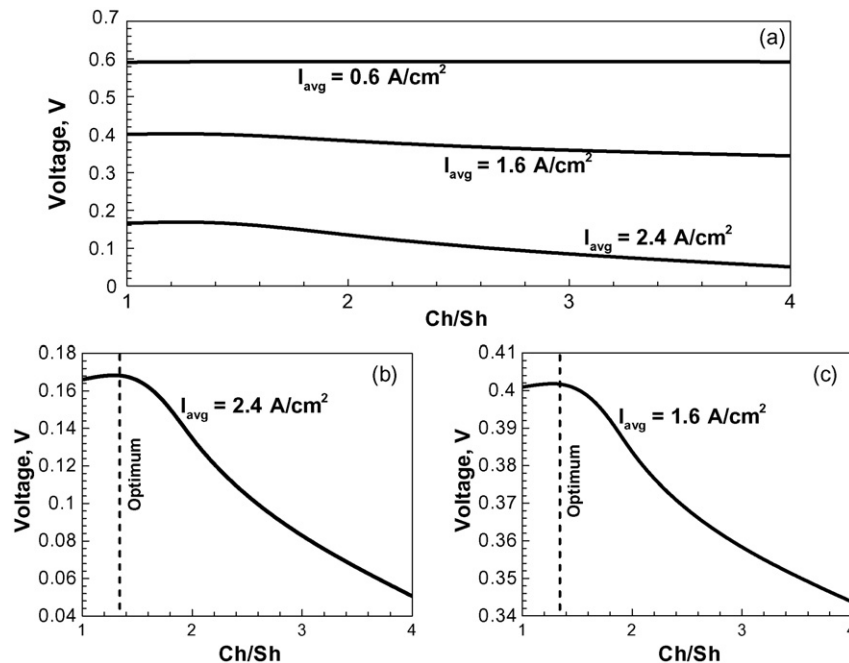 (a)
0.7
0.6
0.5
0.4
0.3
0.2
0.1
0
Voltage, V
I_avg = 0.6 A/cm²
I_avg = 1.6 A/cm²
I_avg = 2.4 A/cm²
1 2 3 4
Ch/Sh
(b)
0.18
0.16
0.14
0.12
0.1
0.08
0.06
0.04
Voltage, V
I_avg = 2.4 A/cm²
Optimum
1 2 3 4
Ch/Sh
(c)
0.41
0.4
0.39
0.38
0.37
0.36
0.35
0.34
Voltage, V
I_avg = 1.6 A/cm²
Optimum
1 2 3 4
Ch/Sh